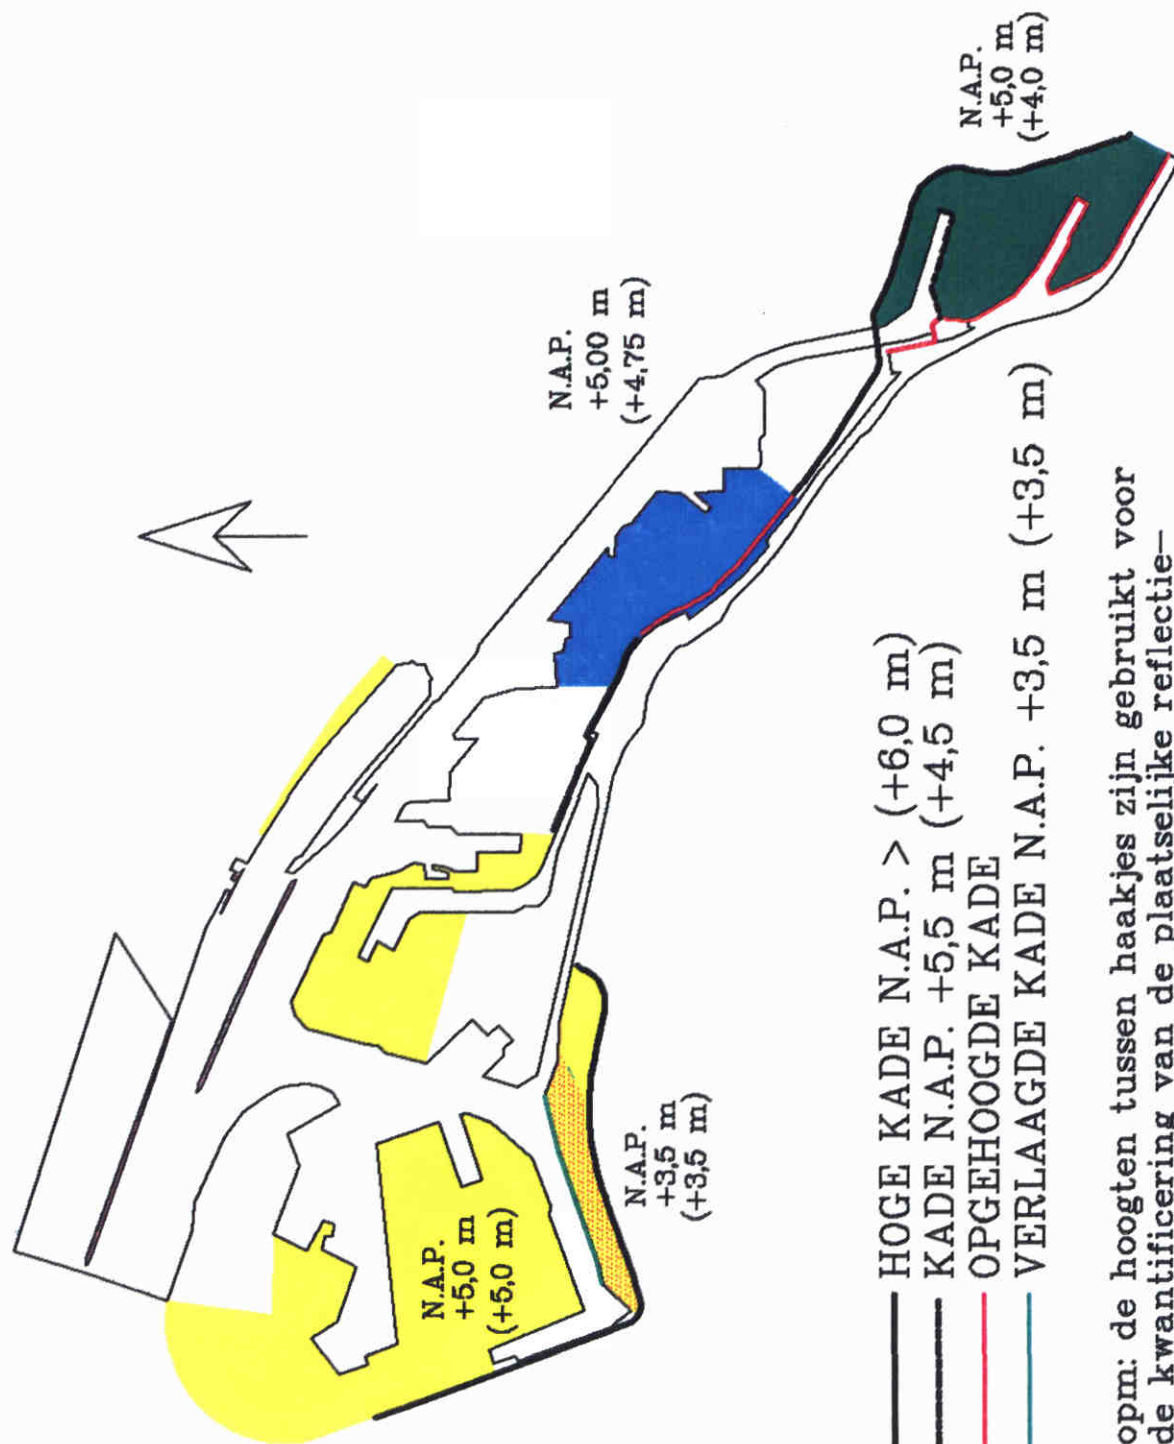 N.A.P.
+5,0 m
(+5,0 m)
N.A.P.
+3,5 m
(+3,5 m)
N.A.P.
+5,00 m
(+4,75 m)
N.A.P.
+5,0 m
(+4,0 m)
HOGE KADE N.A.P. > (+6,0 m)
KADE N.A.P. +5,5 m (+4,5 m)
OPGEHOOGDE KADE
VERLAAGDE KADE N.A.P. +3,5 m (+3,5 m)
opm: de hoogten tussen haakjes zijn gebruikt voor
de kwantificering van de plaatselijke reflectie—